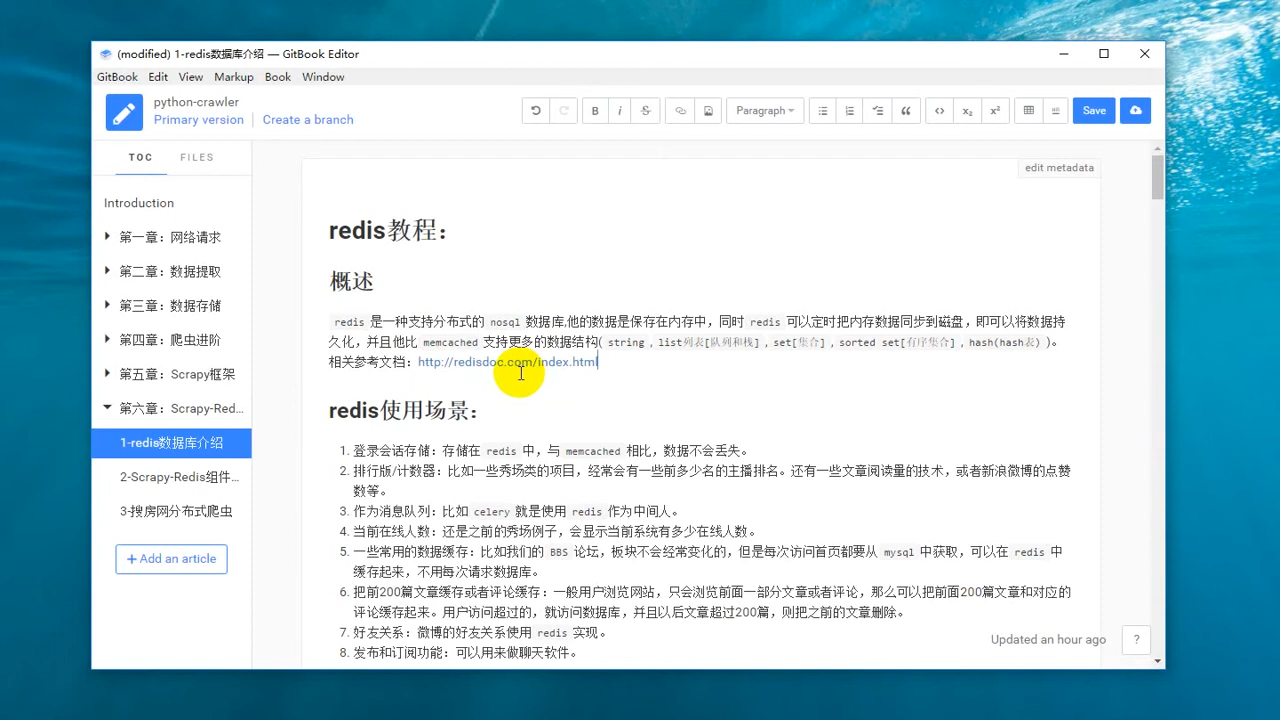 (modified) 1-redis数据库介绍 — GitBook Editor
GitBook Edit View Markup Book Window
python-crawler
Primary version Create a branch
B i S Paragraph x₂ x² Save
TOC FILES
edit metadata
Introduction
第一章：网络请求
第二章：数据提取
第三章：数据存储
第四章：爬虫进阶
第五章：Scrapy框架
第六章：Scrapy-Red...
1-redis数据库介绍
2-Scrapy-Redis组件...
3-搜房网分布式爬虫
+ Add an article
redis教程：
概述
redis 是一种支持分布式的 nosql 数据库,他的数据是保存在内存中，同时 redis 可以定时把内存数据同步到磁盘，即可以将数据持
久化，并且他比 memcached 支持更多的数据结构( string , list列表[队列和栈] , set[集合] , sorted set[有序集合] , hash(hash表) )。
相关参考文档：http://redisdoc.com/index.html
redis使用场景：
1. 登录会话存储：存储在 redis 中，与 memcached 相比，数据不会丢失。
2. 排行版/计数器：比如一些秀场类的项目，经常会有一些前多少名的主播排名。还有一些文章阅读量的技术，或者新浪微博的点赞
数等。
3. 作为消息队列：比如 celery 就是使用 redis 作为中间人。
4. 当前在线人数：还是之前的秀场例子，会显示当前系统有多少在线人数。
5. 一些常用的数据缓存：比如我们的 BBS 论坛，板块不会经常变化的，但是每次访问首页都要从 mysql 中获取，可以在 redis 中
缓存起来，不用每次请求数据库。
6. 把前200篇文章缓存或者评论缓存：一般用户浏览网站，只会浏览前面一部分文章或者评论，那么可以把前面200篇文章和对应的
评论缓存起来。用户访问超过的，就访问数据库，并且以后文章超过200篇，则把之前的文章删除。
7. 好友关系：微博的好友关系使用 redis 实现。
8. 发布和订阅功能：可以用来做聊天软件。
Updated an hour ago ?